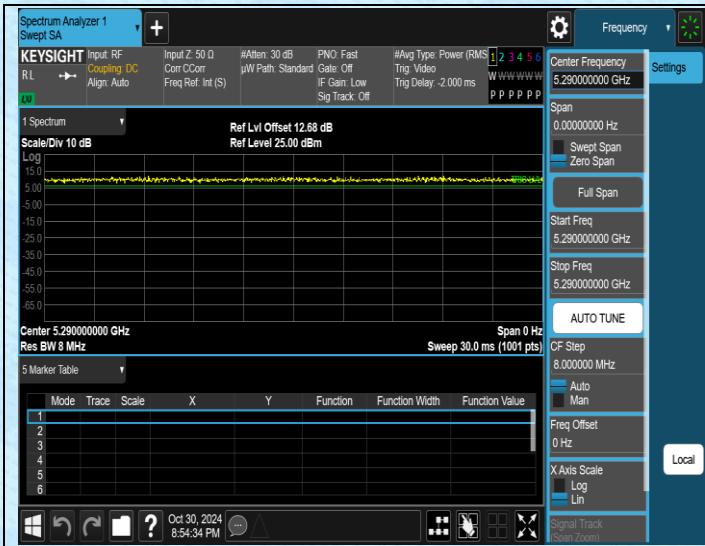 Spectrum Analyzer 1
Swept SA
+
Frequency
KEYSIGHT
RL
LXI
Input: RF
Coupling: DC
Align: Auto
Input Z: 50 Ω
Corr CCorr
Freq Ref: Int (S)
#Atten: 30 dB
µW Path: Standard
PNO: Fast
Gate: Off
IF Gain: Low
Sig Track: Off
#Avg Type: Power (RMS
Trig: Video
Trig Delay: -2.000 ms
1 2 3 4 5 6
W W W W W W
P P P P P P
1 Spectrum
Scale/Div 10 dB
Ref Lvl Offset 12.68 dB
Ref Level 25.00 dBm
Log
15.0
5.00
-5.00
-15.0
-25.0
-35.0
-45.0
-55.0
-65.0
Center 5.290000000 GHz
Span 0 Hz
Res BW 8 MHz
Sweep 30.0 ms (1001 pts)
5 Marker Table
Mode Trace Scale X Y Function Function Width Function Value
1
2
3
4
5
6
Oct 30, 2024
8:54:34 PM
?
Center Frequency
5.290000000 GHz
Span
0.00000000 Hz
Swept Span
Zero Span
Full Span
Start Freq
5.290000000 GHz
Stop Freq
5.290000000 GHz
AUTO TUNE
CF Step
8.000000 MHz
Auto
Man
Freq Offset
0 Hz
X Axis Scale
Log
Lin
Signal Track
(Span Zoom)
Settings
Local